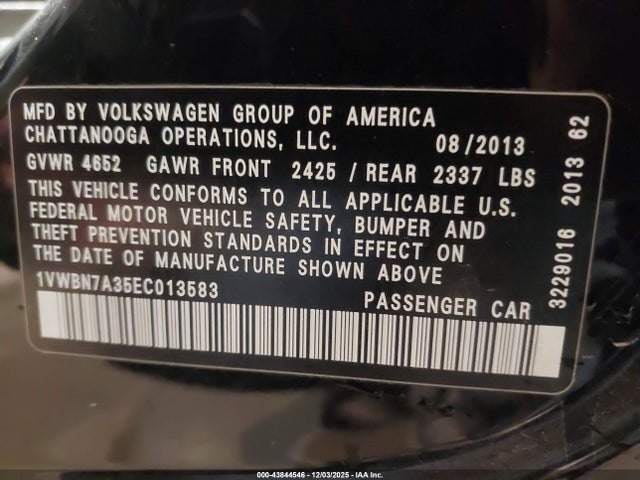 MFD BY VOLKSWAGEN GROUP OF AMERICA
CHATTANOOGA OPERATIONS, LLC. 08/2013
GVWR 4652 GAWR FRONT 2425 / REAR 2337 LBS
THIS VEHICLE CONFORMS TO ALL APPLICABLE U.S.
FEDERAL MOTOR VEHICLE SAFETY, BUMPER AND
THEFT PREVENTION STANDARDS IN EFFECT ON
THE DATE OF MANUFACTURE SHOWN ABOVE
1VWBN7A35EC013583 PASSENGER CAR
3229016 2013 62
000-43844546 - 12/03/2025 - IAA Inc.